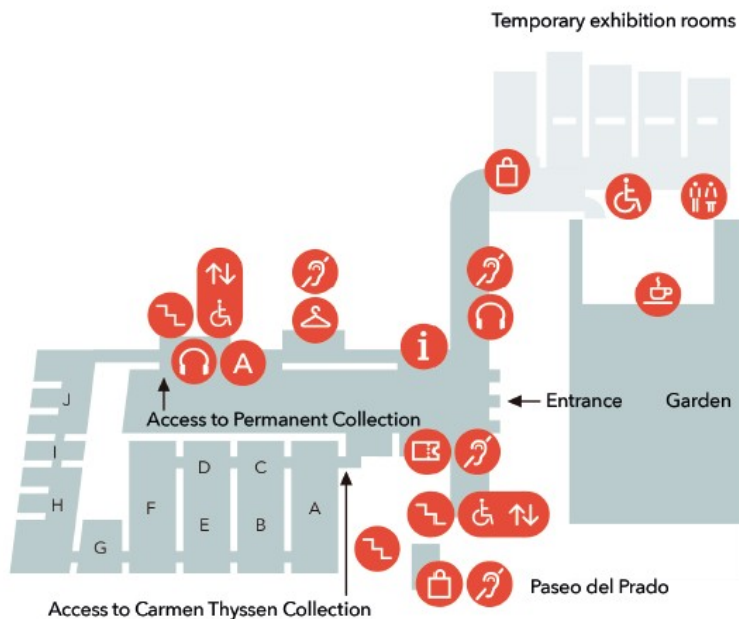 Temporary exhibition rooms
i
A
J
Access to Permanent Collection
Entrance
Garden
I
D
C
H
F
A
E
B
G
Paseo del Prado
Access to Carmen Thyssen Collection